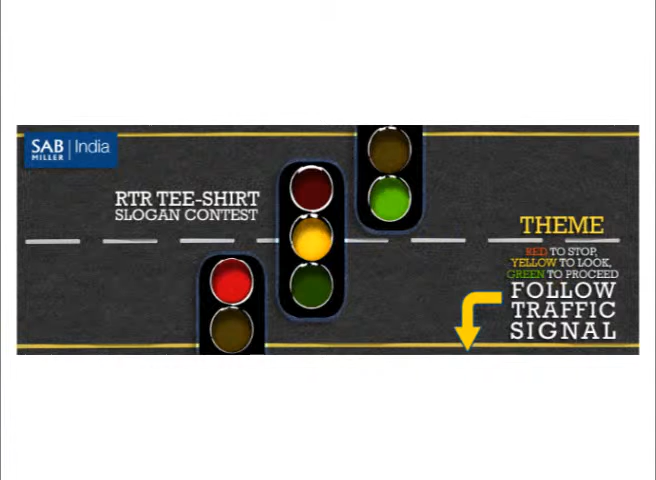 SAB
MILLER
India
RTR TEE-SHIRT
SLOGAN CONTEST
THEME
RED TO STOP,
YELLOW TO LOOK,
GREEN TO PROCEED
FOLLOW
TRAFFIC
SIGNAL